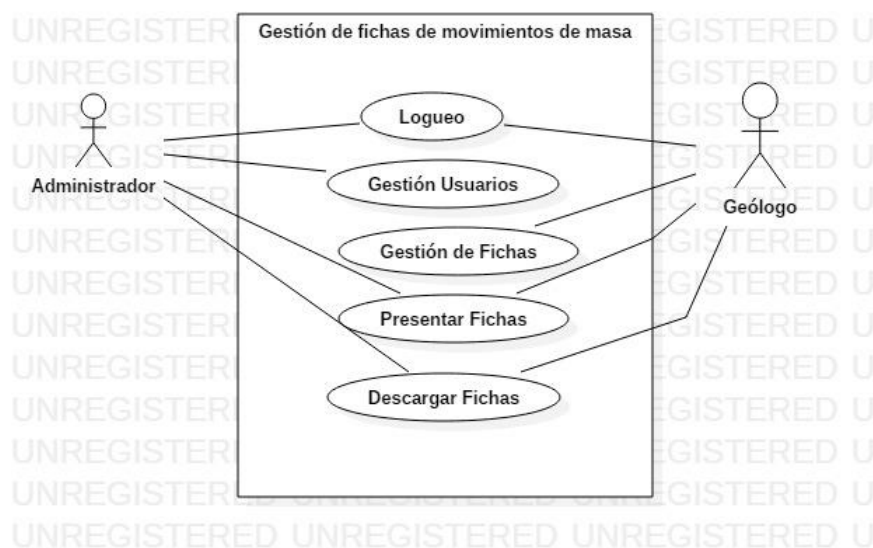 Gestión de fichas de movimientos de masa
Logueo
Gestión Usuarios
Administrador
Geólogo
Gestión de Fichas
Presentar Fichas
Descargar Fichas
UNREGISTERED UNREGISTERED UNREGISTERED U